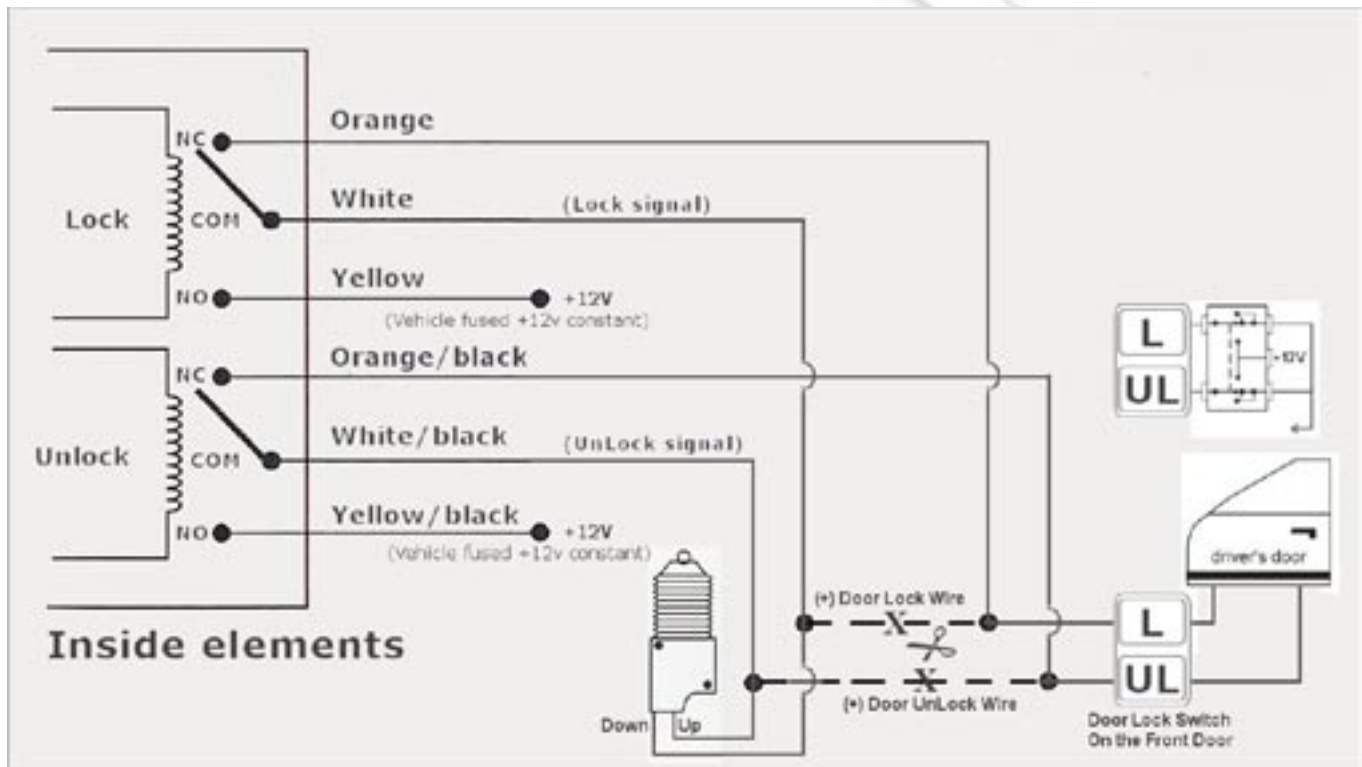 Orange
NC
White
(Lock signal)
Lock
COM
Yellow
NO
+12V
(Vehicle fused +12v constant)
Orange/black
NC
White/black
(UnLock signal)
Unlock
COM
Yellow/black
NO
+12V
(Vehicle fused +12v constant)
Inside elements
L
UL
+12V
driver's door
(+) Door Lock Wire
X
L
X
UL
(+) Door UnLock Wire
Down
Up
Door Lock Switch
On the Front Door